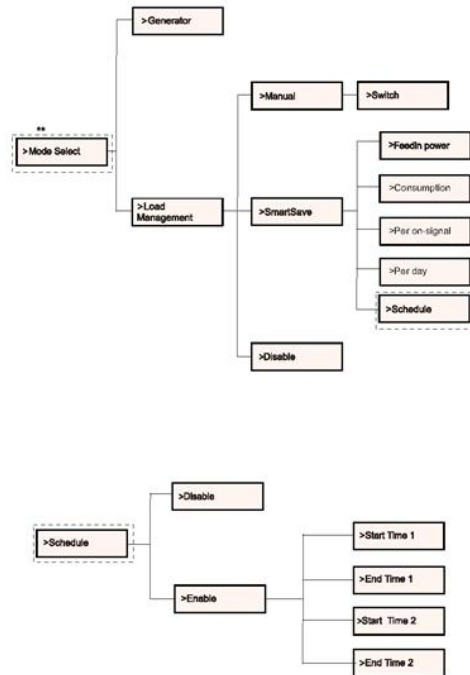 >Generator
>Manual
>Switch
**
>Mode Select
>FeedIn power
>Consumption
>Load
Management
>SmartSave
>Per on-signal
>Per day
>Schedule
>Disable
>Disable
>Schedule
>Start Time 1
>End Time 1
>Enable
>Start  Time 2
>End Time 2